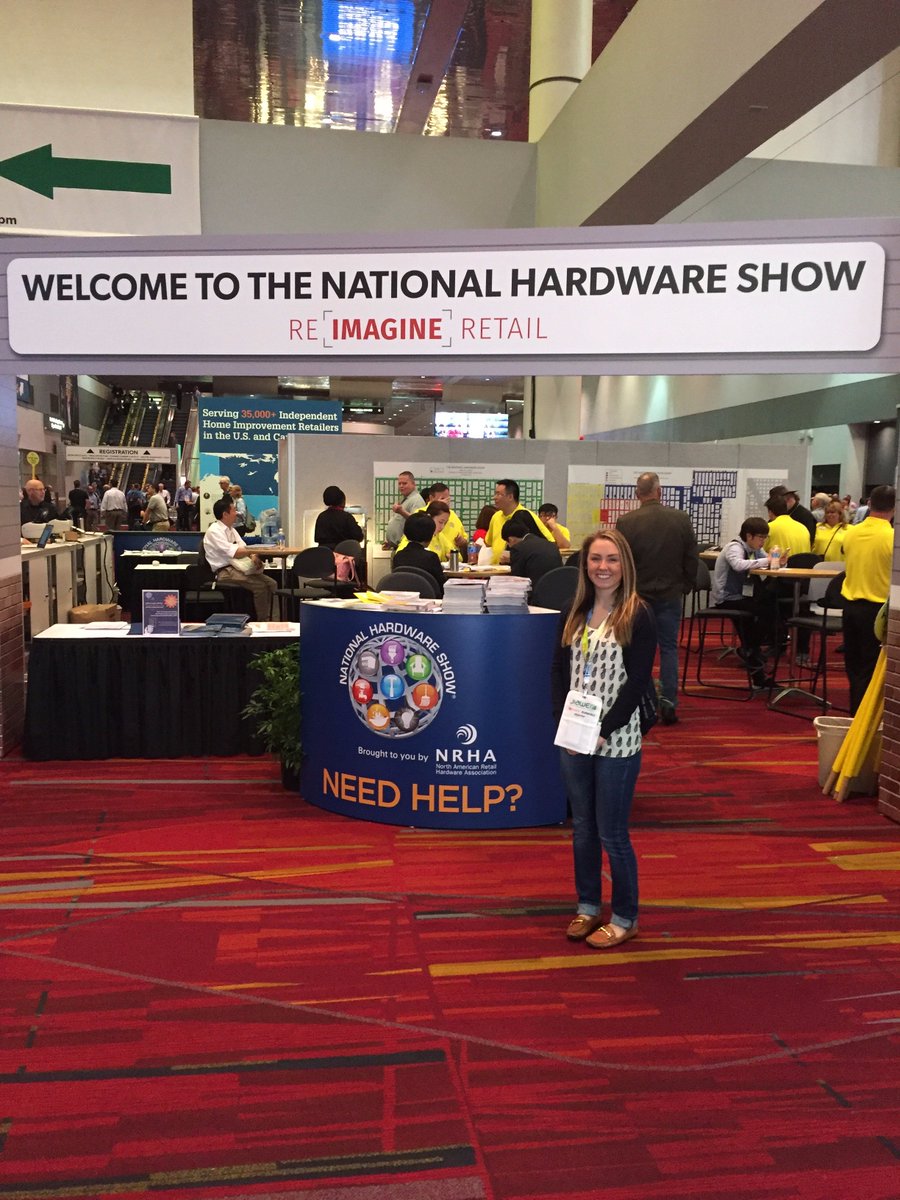 pm
WELCOME TO THE NATIONAL HARDWARE SHOW
RE[IMAGINE] RETAIL
Serving 35,000+ Independent
Home Improvement Retailers
in the U.S. and Ca
REGISTRATION
NATIONAL HARDWARE SHOW
Brought to you by NRHA
North American Retail
Hardware Association
NEED HELP?